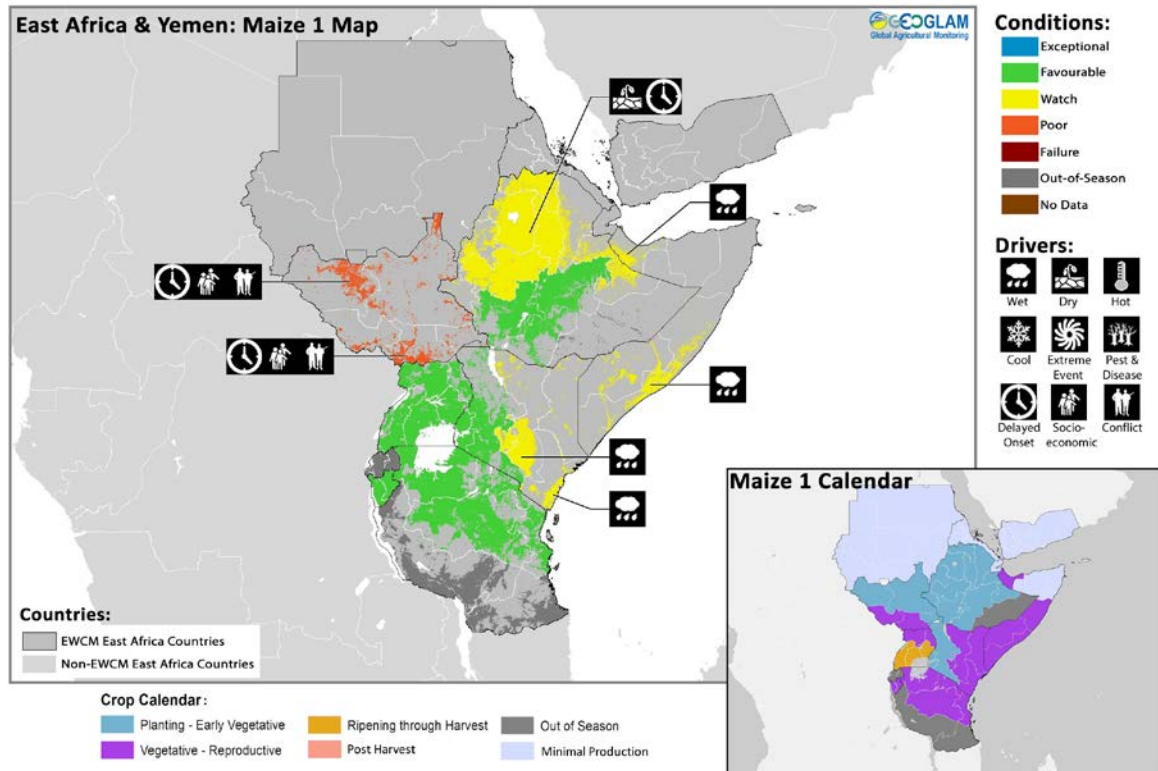 East Africa & Yemen: Maize 1 Map
GEOGLAM
Global Agricultural Monitoring
Conditions:
Exceptional
Favourable
Watch
Poor
Failure
Out-of-Season
No Data
Drivers:
Wet
Dry
Hot
Cool
Extreme
Event
Pest &
Disease
Delayed
Onset
Socio-
economic
Conflict
Countries:
EWCM East Africa Countries
Non-EWCM East Africa Countries
Maize 1 Calendar
Crop Calendar:
Planting - Early Vegetative
Vegetative - Reproductive
Ripening through Harvest
Post Harvest
Out of Season
Minimal Production